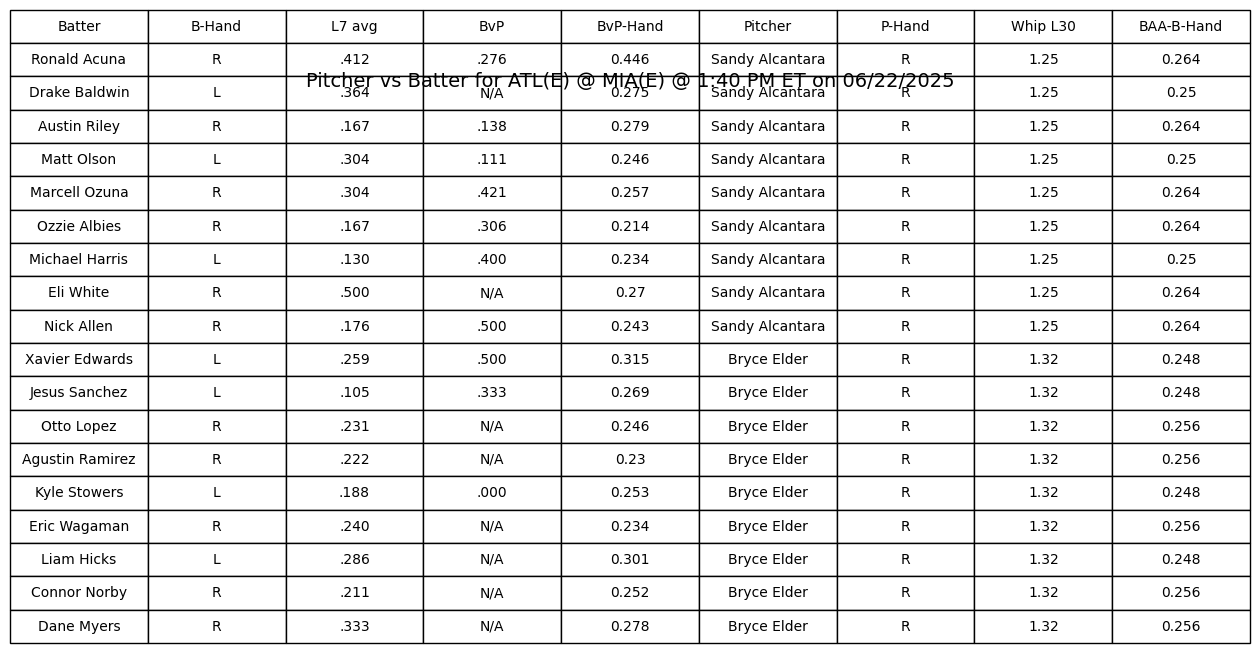 Batter B-Hand L7 avg BvP BvP-Hand Pitcher P-Hand Whip L30 BAA-B-Hand
Ronald Acuna R .412 .276 0.446 Sandy Alcantara R 1.25 0.264
Pitcher vs Batter for ATL(E) @ MIA(E) @ 1:40 PM ET on 06/22/2025
Drake Baldwin L .364 N/A 0.275 Sandy Alcantara R 1.25 0.25
Austin Riley R .167 .138 0.279 Sandy Alcantara R 1.25 0.264
Matt Olson L .304 .111 0.246 Sandy Alcantara R 1.25 0.25
Marcell Ozuna R .304 .421 0.257 Sandy Alcantara R 1.25 0.264
Ozzie Albies R .167 .306 0.214 Sandy Alcantara R 1.25 0.264
Michael Harris L .130 .400 0.234 Sandy Alcantara R 1.25 0.25
Eli White R .500 N/A 0.27 Sandy Alcantara R 1.25 0.264
Nick Allen R .176 .500 0.243 Sandy Alcantara R 1.25 0.264
Xavier Edwards L .259 .500 0.315 Bryce Elder R 1.32 0.248
Jesus Sanchez L .105 .333 0.269 Bryce Elder R 1.32 0.248
Otto Lopez R .231 N/A 0.246 Bryce Elder R 1.32 0.256
Agustin Ramirez R .222 N/A 0.23 Bryce Elder R 1.32 0.256
Kyle Stowers L .188 .000 0.253 Bryce Elder R 1.32 0.248
Eric Wagaman R .240 N/A 0.234 Bryce Elder R 1.32 0.256
Liam Hicks L .286 N/A 0.301 Bryce Elder R 1.32 0.248
Connor Norby R .211 N/A 0.252 Bryce Elder R 1.32 0.256
Dane Myers R .333 N/A 0.278 Bryce Elder R 1.32 0.256